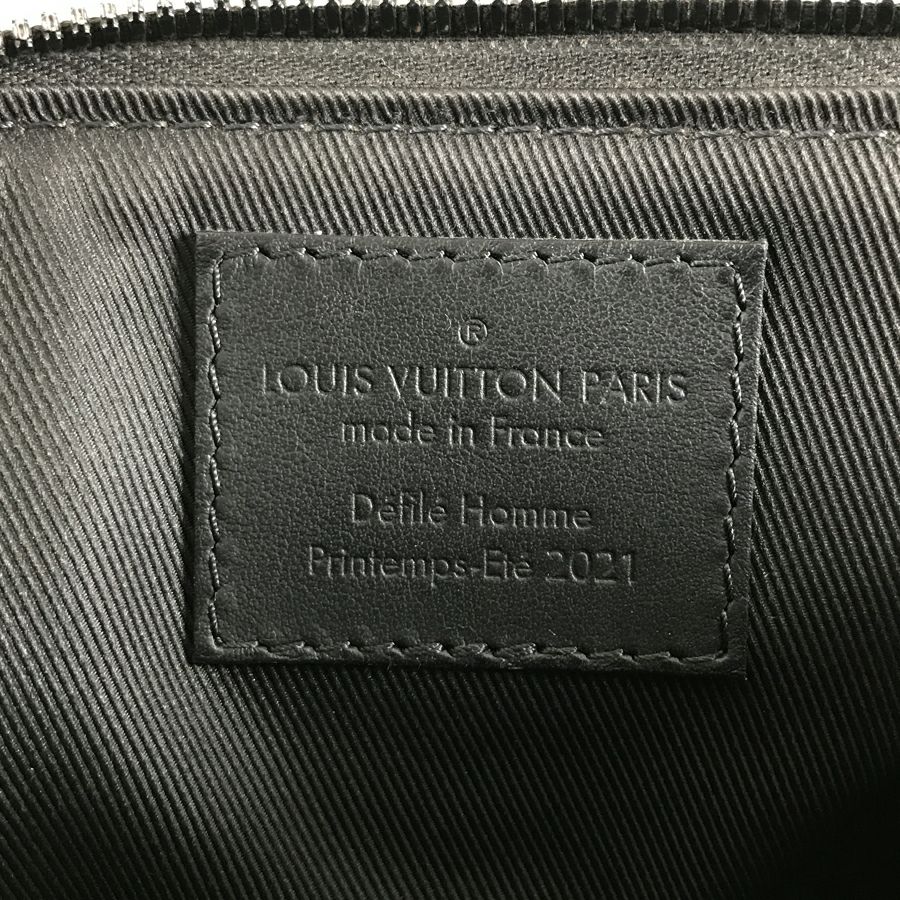 ®
LOUIS VUITTON PARIS
made in France
Défilé Homme
Printemps-Eté 2021